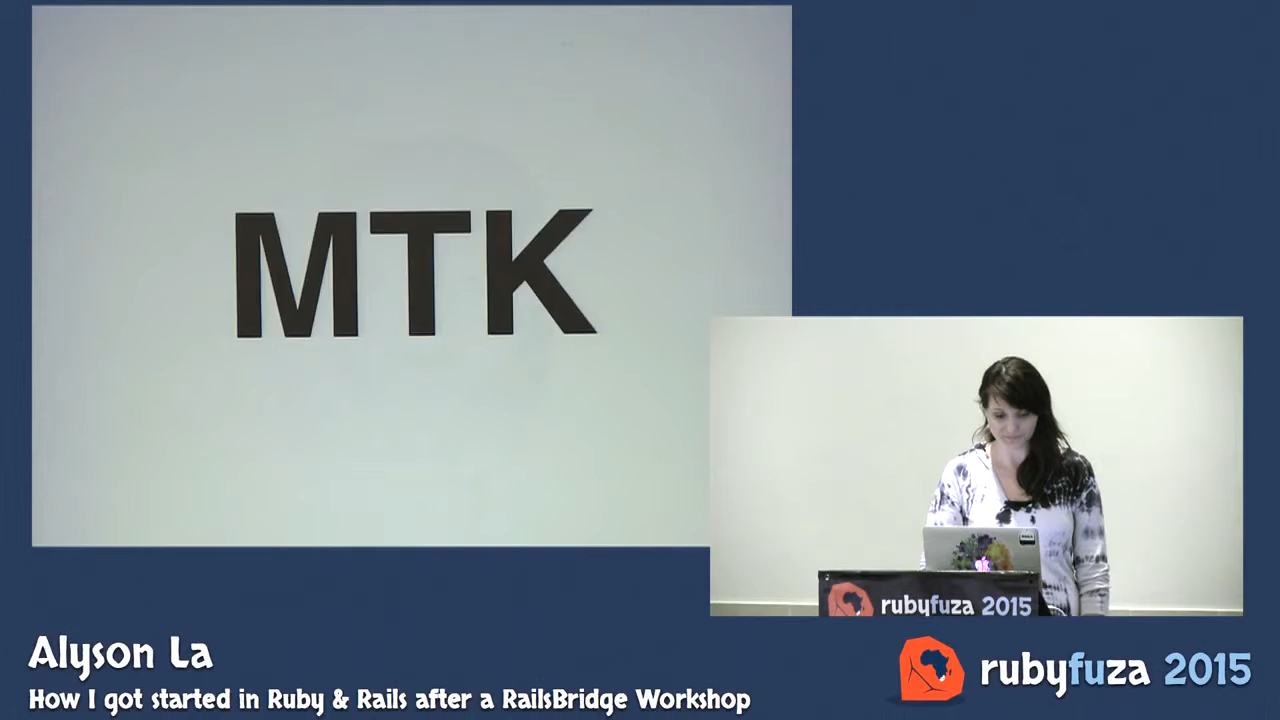 MTK
rubyfuza 2015
Alyson La
How I got started in Ruby & Rails after a RailsBridge Workshop
rubyfuza 2015